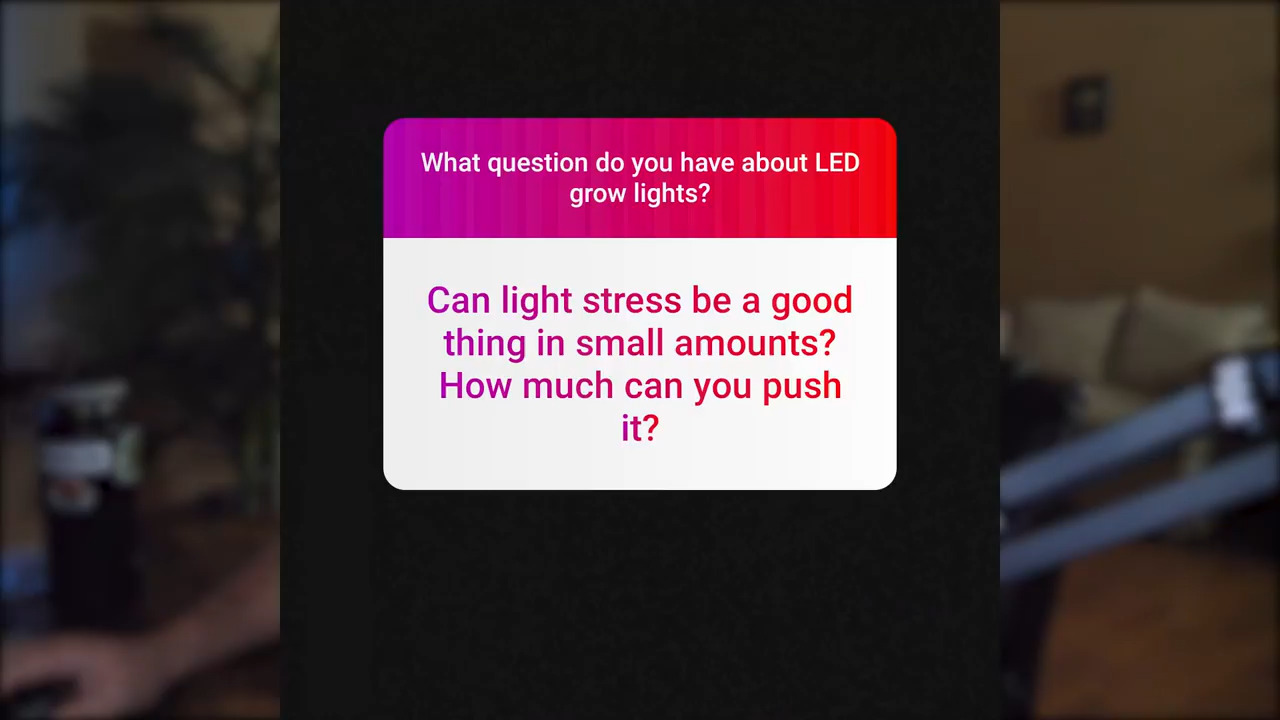 What question do you have about LED
grow lights?
Can light stress be a good
thing in small amounts?
How much can you push
it?